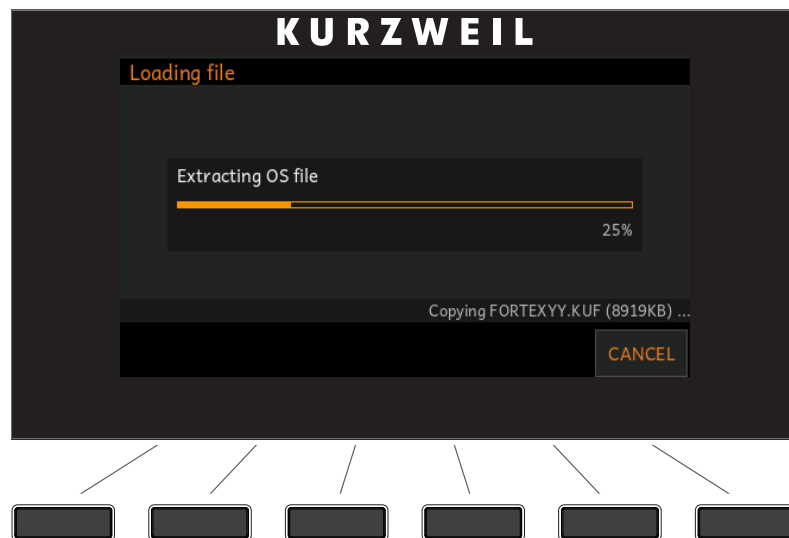 KURZWEIL
Loading file
Extracting OS file
25%
Copying FORTEXYY.KUF (8919KB) ...
CANCEL